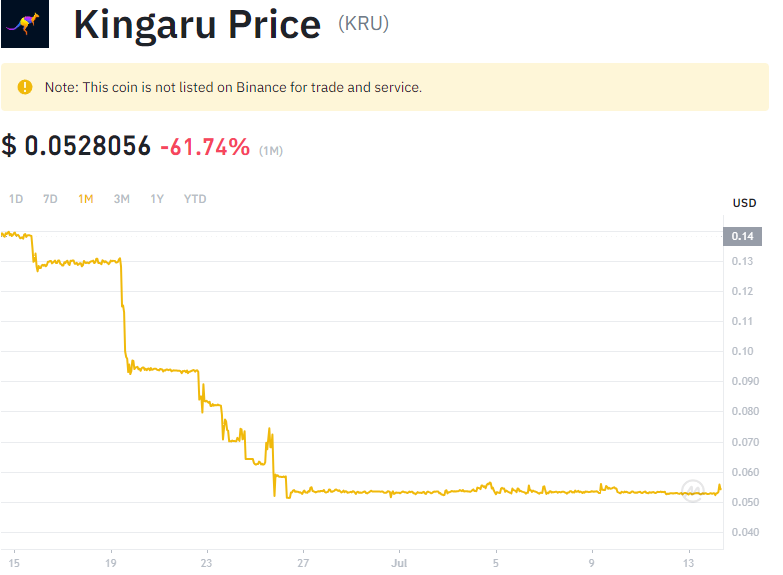 Kingaru Price (KRU)
Note: This coin is not listed on Binance for trade and service.
$ 0.0528056 -61.74% (1M)
1D 7D 1M 3M 1Y YTD
USD
0.14
0.13
0.12
0.11
0.10
0.090
0.080
0.070
0.060
0.050
0.040
15 19 23 27 Jul 5 9 13